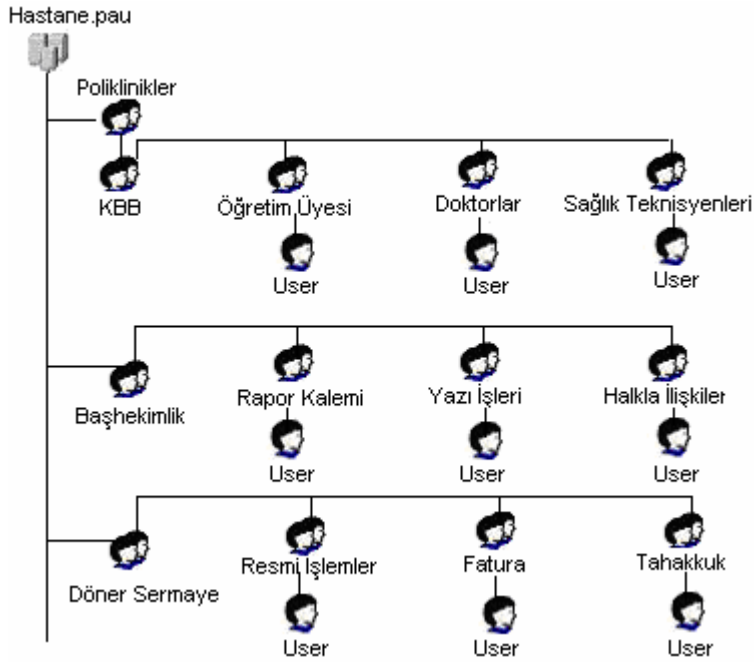 Hastane.pau
Poliklinikler
KBB
Öğretim Üyesi
Doktorlar
Sağlık Teknisyenleri
User
User
User
Başhekimlik
Rapor Kalemi
Yazı İşleri
Halkla İlişkiler
User
User
User
Döner Sermaye
Resmi İşlemler
Fatura
Tahakkuk
User
User
User